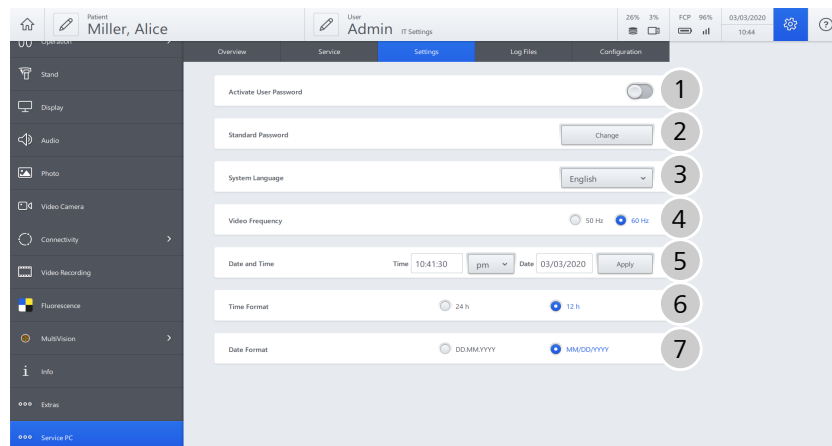 Patient
Miller, Alice
User
Admin IT Settings
26% 3%
FCP 96%
03/03/2020
10:44
?
Operation
Stand
Display
Audio
Photo
Video Camera
Connectivity
Video Recording
Fluorescence
MultiVision
Info
Extras
Service PC
Overview Service Settings Log Files Configuration
Activate User Password 1
Standard Password Change 2
System Language English 3
Video Frequency 50 Hz 60 Hz 4
Date and Time Time 10:41:30 pm Date 03/03/2020 Apply 5
Time Format 24 h 12 h 6
Date Format DD.MM.YYYY MM/DD/YYYY 7